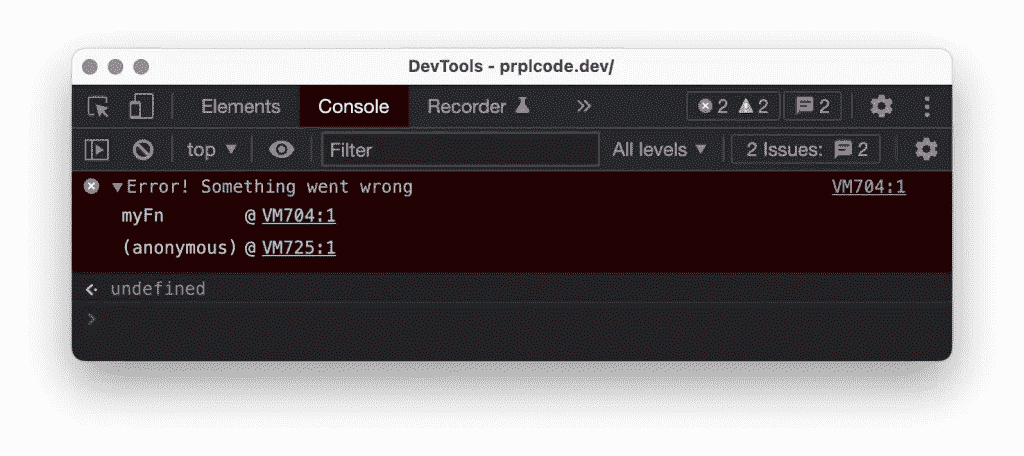 DevTools - prplcode.dev/
Elements Console Recorder » 2 2 2
top ▼ Filter All levels ▼ 2 Issues: 2
▼Error! Something went wrong VM704:1
myFn @ VM704:1
(anonymous) @ VM725:1
undefined
>